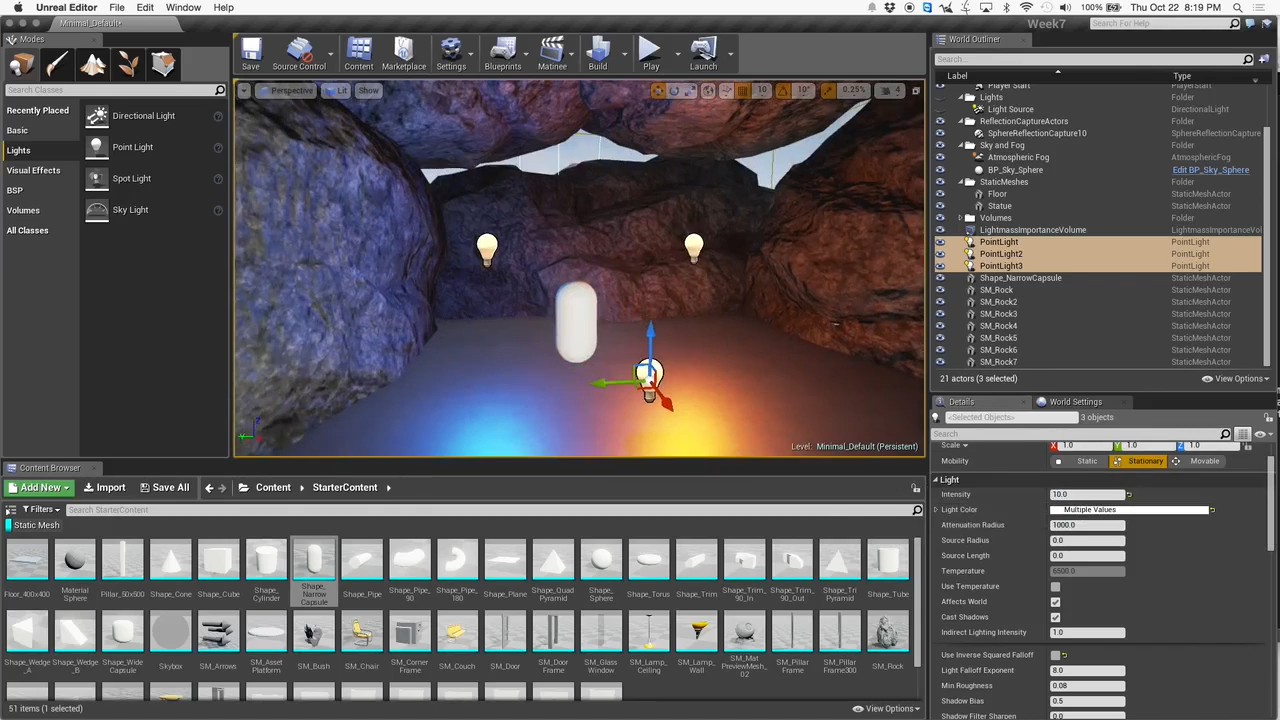 Unreal Editor File Edit Window Help 100% Thu Oct 22 8:19 PM
Minimal_Default* Week7 Search For Help
Modes
Search Classes
Recently Placed
Basic
Lights
Visual Effects
BSP
Volumes
All Classes
Directional Light
Point Light
Spot Light
Sky Light
Save Source Control Content Marketplace Settings Blueprints Matinee Build Play Launch
Perspective Lit Show 10 10° 0.25% 4
Level: Minimal_Default (Persistent)
World Outliner
Search...
Label Type
Player Start
Lights Folder
Light Source DirectionalLight
ReflectionCaptureActors Folder
SphereReflectionCapture10 SphereReflectionCapture
Sky and Fog Folder
Atmospheric Fog AtmosphericFog
BP_Sky_Sphere Edit BP_Sky_Sphere
StaticMeshes Folder
Floor StaticMeshActor
Statue StaticMeshActor
Volumes Folder
LightmassImportanceVolume LightmassImportanceVol
PointLight PointLight
PointLight2 PointLight
PointLight3 PointLight
Shape_NarrowCapsule StaticMeshActor
SM_Rock StaticMeshActor
SM_Rock2 StaticMeshActor
SM_Rock3 StaticMeshActor
SM_Rock4 StaticMeshActor
SM_Rock5 StaticMeshActor
SM_Rock6 StaticMeshActor
SM_Rock7 StaticMeshActor
21 actors (3 selected) View Options
Details World Settings
<Selected Objects> 3 objects
Search
Scale X 1.0 Y 1.0 Z 1.0
Mobility Static Stationary Movable
Light
Intensity 10.0
Light Color Multiple Values
Attenuation Radius 1000.0
Source Radius 0.0
Source Length 0.0
Temperature 6500.0
Use Temperature
Affects World
Cast Shadows
Indirect Lighting Intensity 1.0
Use Inverse Squared Falloff
Light Falloff Exponent 8.0
Min Roughness 0.08
Shadow Bias 0.5
Shadow Filter Sharpen 0.0
Content Browser
Add New Import Save All Content StarterContent
Filters Search StarterContent
Static Mesh
Floor_400x400
Material Sphere
Pillar_50x500
Shape_Cone
Shape_Cube
Shape_Cylinder
Shape_Narrow Capsule
Shape_Pipe
Shape_Pipe_90
Shape_Pipe_180
Shape_Plane
Shape_Quad Pyramid
Shape_Sphere
Shape_Torus
Shape_Trim
Shape_Trim_90_In
Shape_Trim_90_Out
Shape_Tri Pyramid
Shape_Tube
Shape_Wedge_A
Shape_Wedge_B
Shape_Wide Capsule
Skybox
SM_Arrows
SM_Asset Platform
SM_Bush
SM_Chair
SM_Corner Frame
SM_Couch
SM_Door
SM_Door Frame
SM_Glass Window
SM_Lamp_Ceiling
SM_Lamp_Wall
SM_Mat PreviewMesh_02
SM_Pillar Frame
SM_Pillar Frame300
SM_Rock
51 items (1 selected) View Options